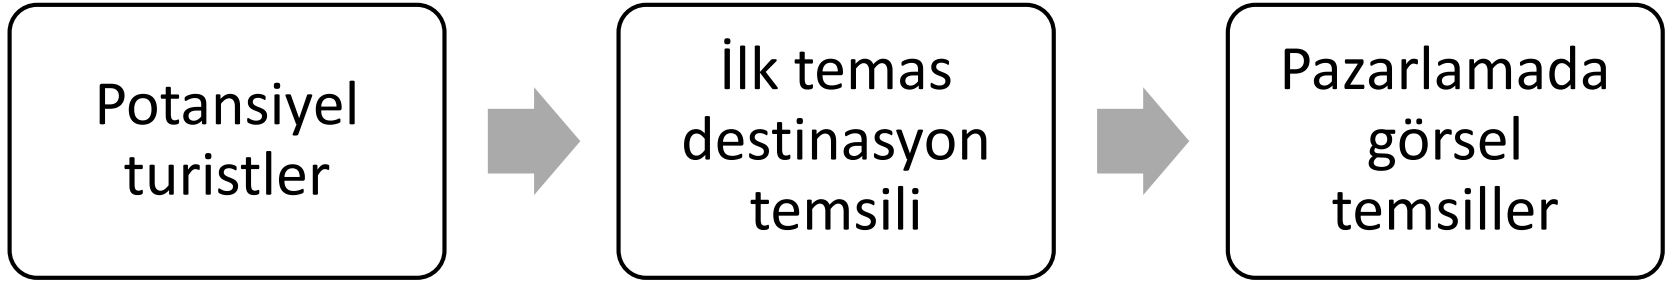 Potansiyel
turistler
İlk temas
destinasyon
temsili
Pazarlamada
görsel
temsiller